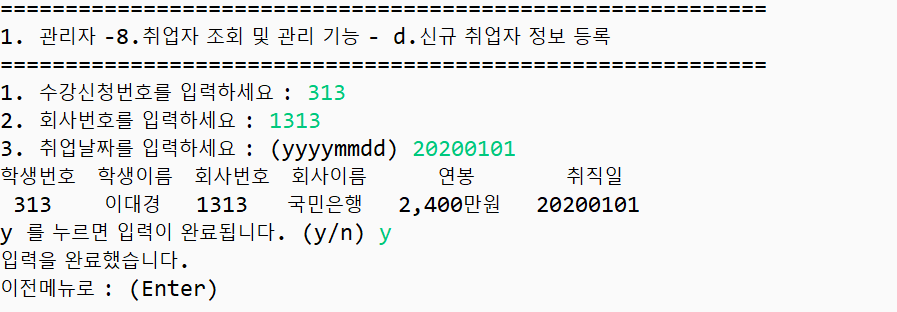 ============================================================
1. 관리자 -8.취업자 조회 및 관리 기능 - d.신규 취업자 정보 등록
============================================================
1. 수강신청번호를 입력하세요 : 313
2. 회사번호를 입력하세요 : 1313
3. 취업날짜를 입력하세요 : (yyyymmdd) 20200101
학생번호 학생이름 회사번호 회사이름 연봉 취직일
313 이대경 1313 국민은행 2,400만원 20200101
y 를 누르면 입력이 완료됩니다. (y/n) y
입력을 완료했습니다.
이전메뉴로 : (Enter)